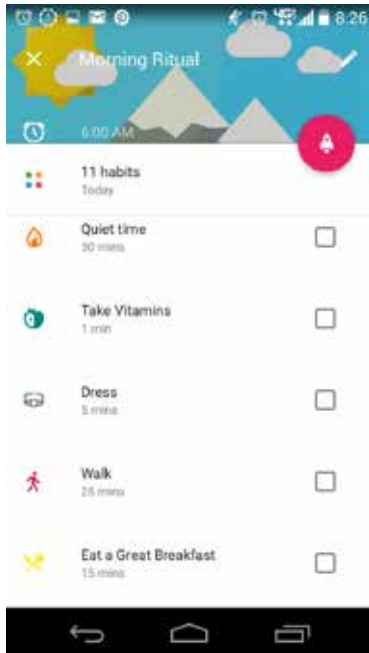 8:26
Morning Ritual
6:00 AM
11 habits
Today
Quiet time
30 mins
Take Vitamins
1 min
Dress
5 mins
Walk
25 mins
Eat a Great Breakfast
15 mins